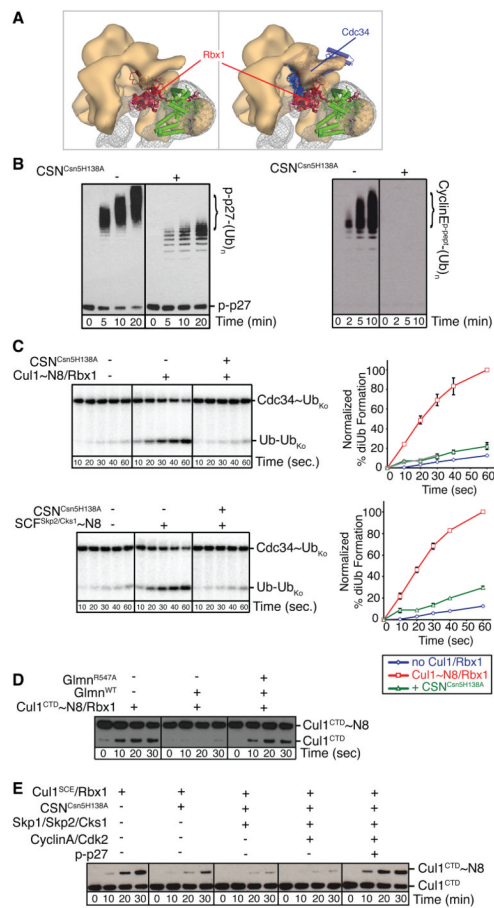 A
Rbx1
Cdc34
B
CSN^Csn5H138A - +
p-p27-(Ub)n
p-p27
0 5 10 20 0 5 10 20 Time (min)
CSN^Csn5H138A - +
CyclinE^p-pept-(Ub)n
0 2 5 10 0 2 5 10 Time (min)
C
CSN^Csn5H138A - - +
Cul1~N8/Rbx1 - + +
Cdc34~Ub_Ko
Ub-Ub_Ko
10 20 30 40 60 10 20 30 40 60 10 20 30 40 60 Time (sec.)
Normalized
% diUb Formation
100
80
60
40
20
0
0 10 20 30 40 50 60
Time (sec)
CSN^Csn5H138A - - +
SCF^Skp2/Cks1~N8 - + +
Cdc34~Ub_Ko
Ub-Ub_Ko
10 20 30 40 60 10 20 30 40 60 10 20 30 40 60 Time (sec.)
Normalized
% diUb Formation
100
80
60
40
20
0
0 10 20 30 40 50 60
Time (sec)
no Cul1/Rbx1
Cul1~N8/Rbx1
+ CSN^Csn5H138A
D
Glmn^R547A - - +
Glmn^WT - + +
Cul1^CTD~N8/Rbx1 + + +
Cul1^CTD~N8
Cul1^CTD
0 10 20 30 0 10 20 30 0 10 20 30 Time (sec)
E
Cul1^SCE/Rbx1 + + + + +
CSN^Csn5H138A - + + + +
Skp1/Skp2/Cks1 - - + + +
CyclinA/Cdk2 - - - + +
p-p27 - - - - +
Cul1^CTD~N8
Cul1^CTD
0 10 20 30 0 10 20 30 0 10 20 30 0 10 20 30 0 10 20 30 Time (min)